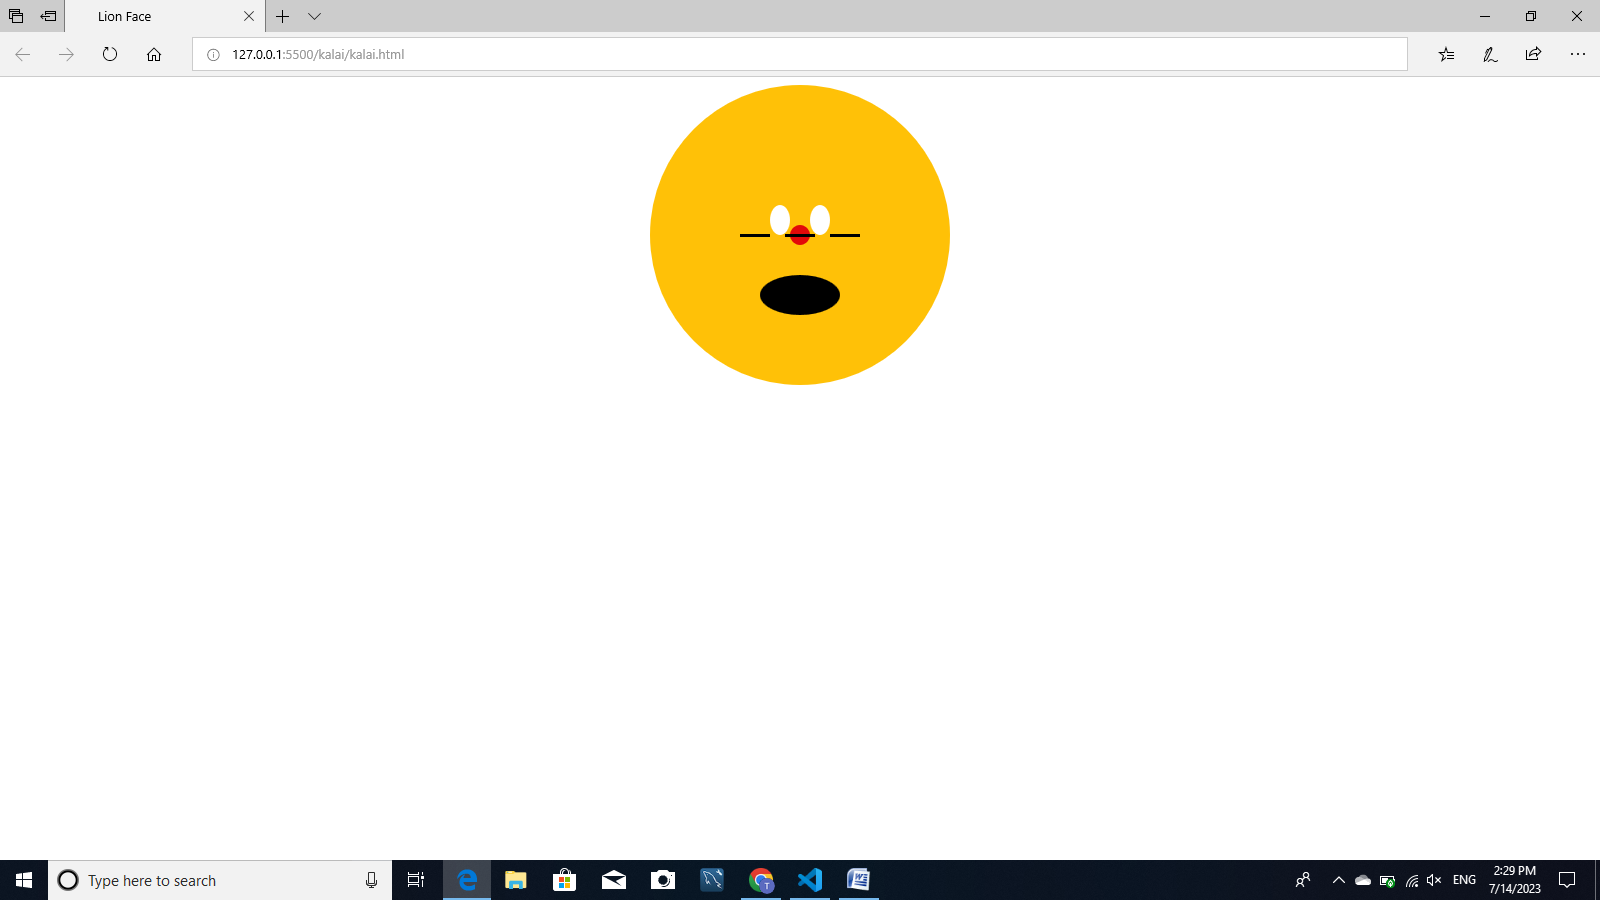 Lion Face
127.0.0.1:5500/kalai/kalai.html
Type here to search
T
W
ENG
2:29 PM
7/14/2023